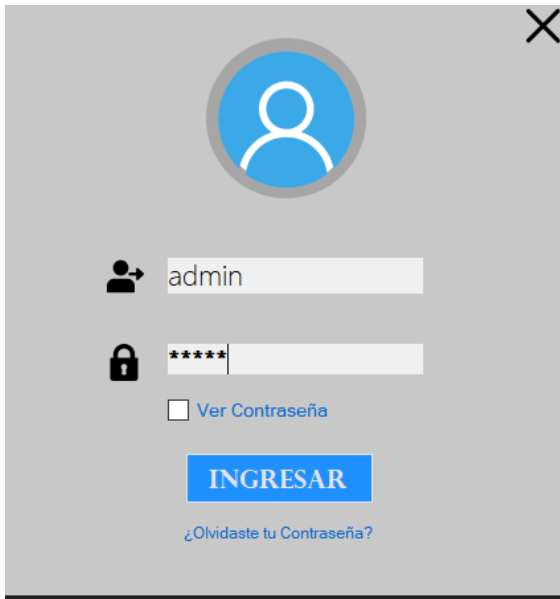 admin
*****
Ver Contraseña
INGRESAR
¿Olvidaste tu Contraseña?